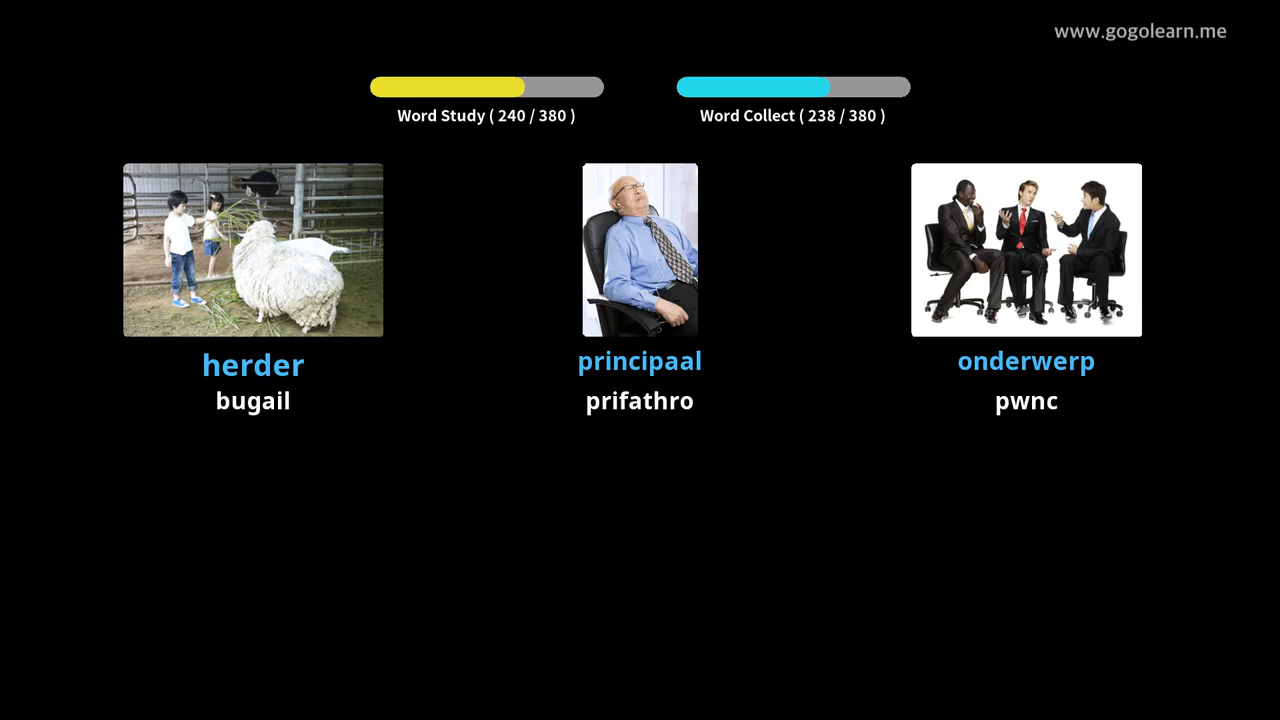 www.gogolearn.me
Word Study ( 240 / 380 )
Word Collect ( 238 / 380 )
herder
principaal
onderwerp
bugail
prifathro
pwnc